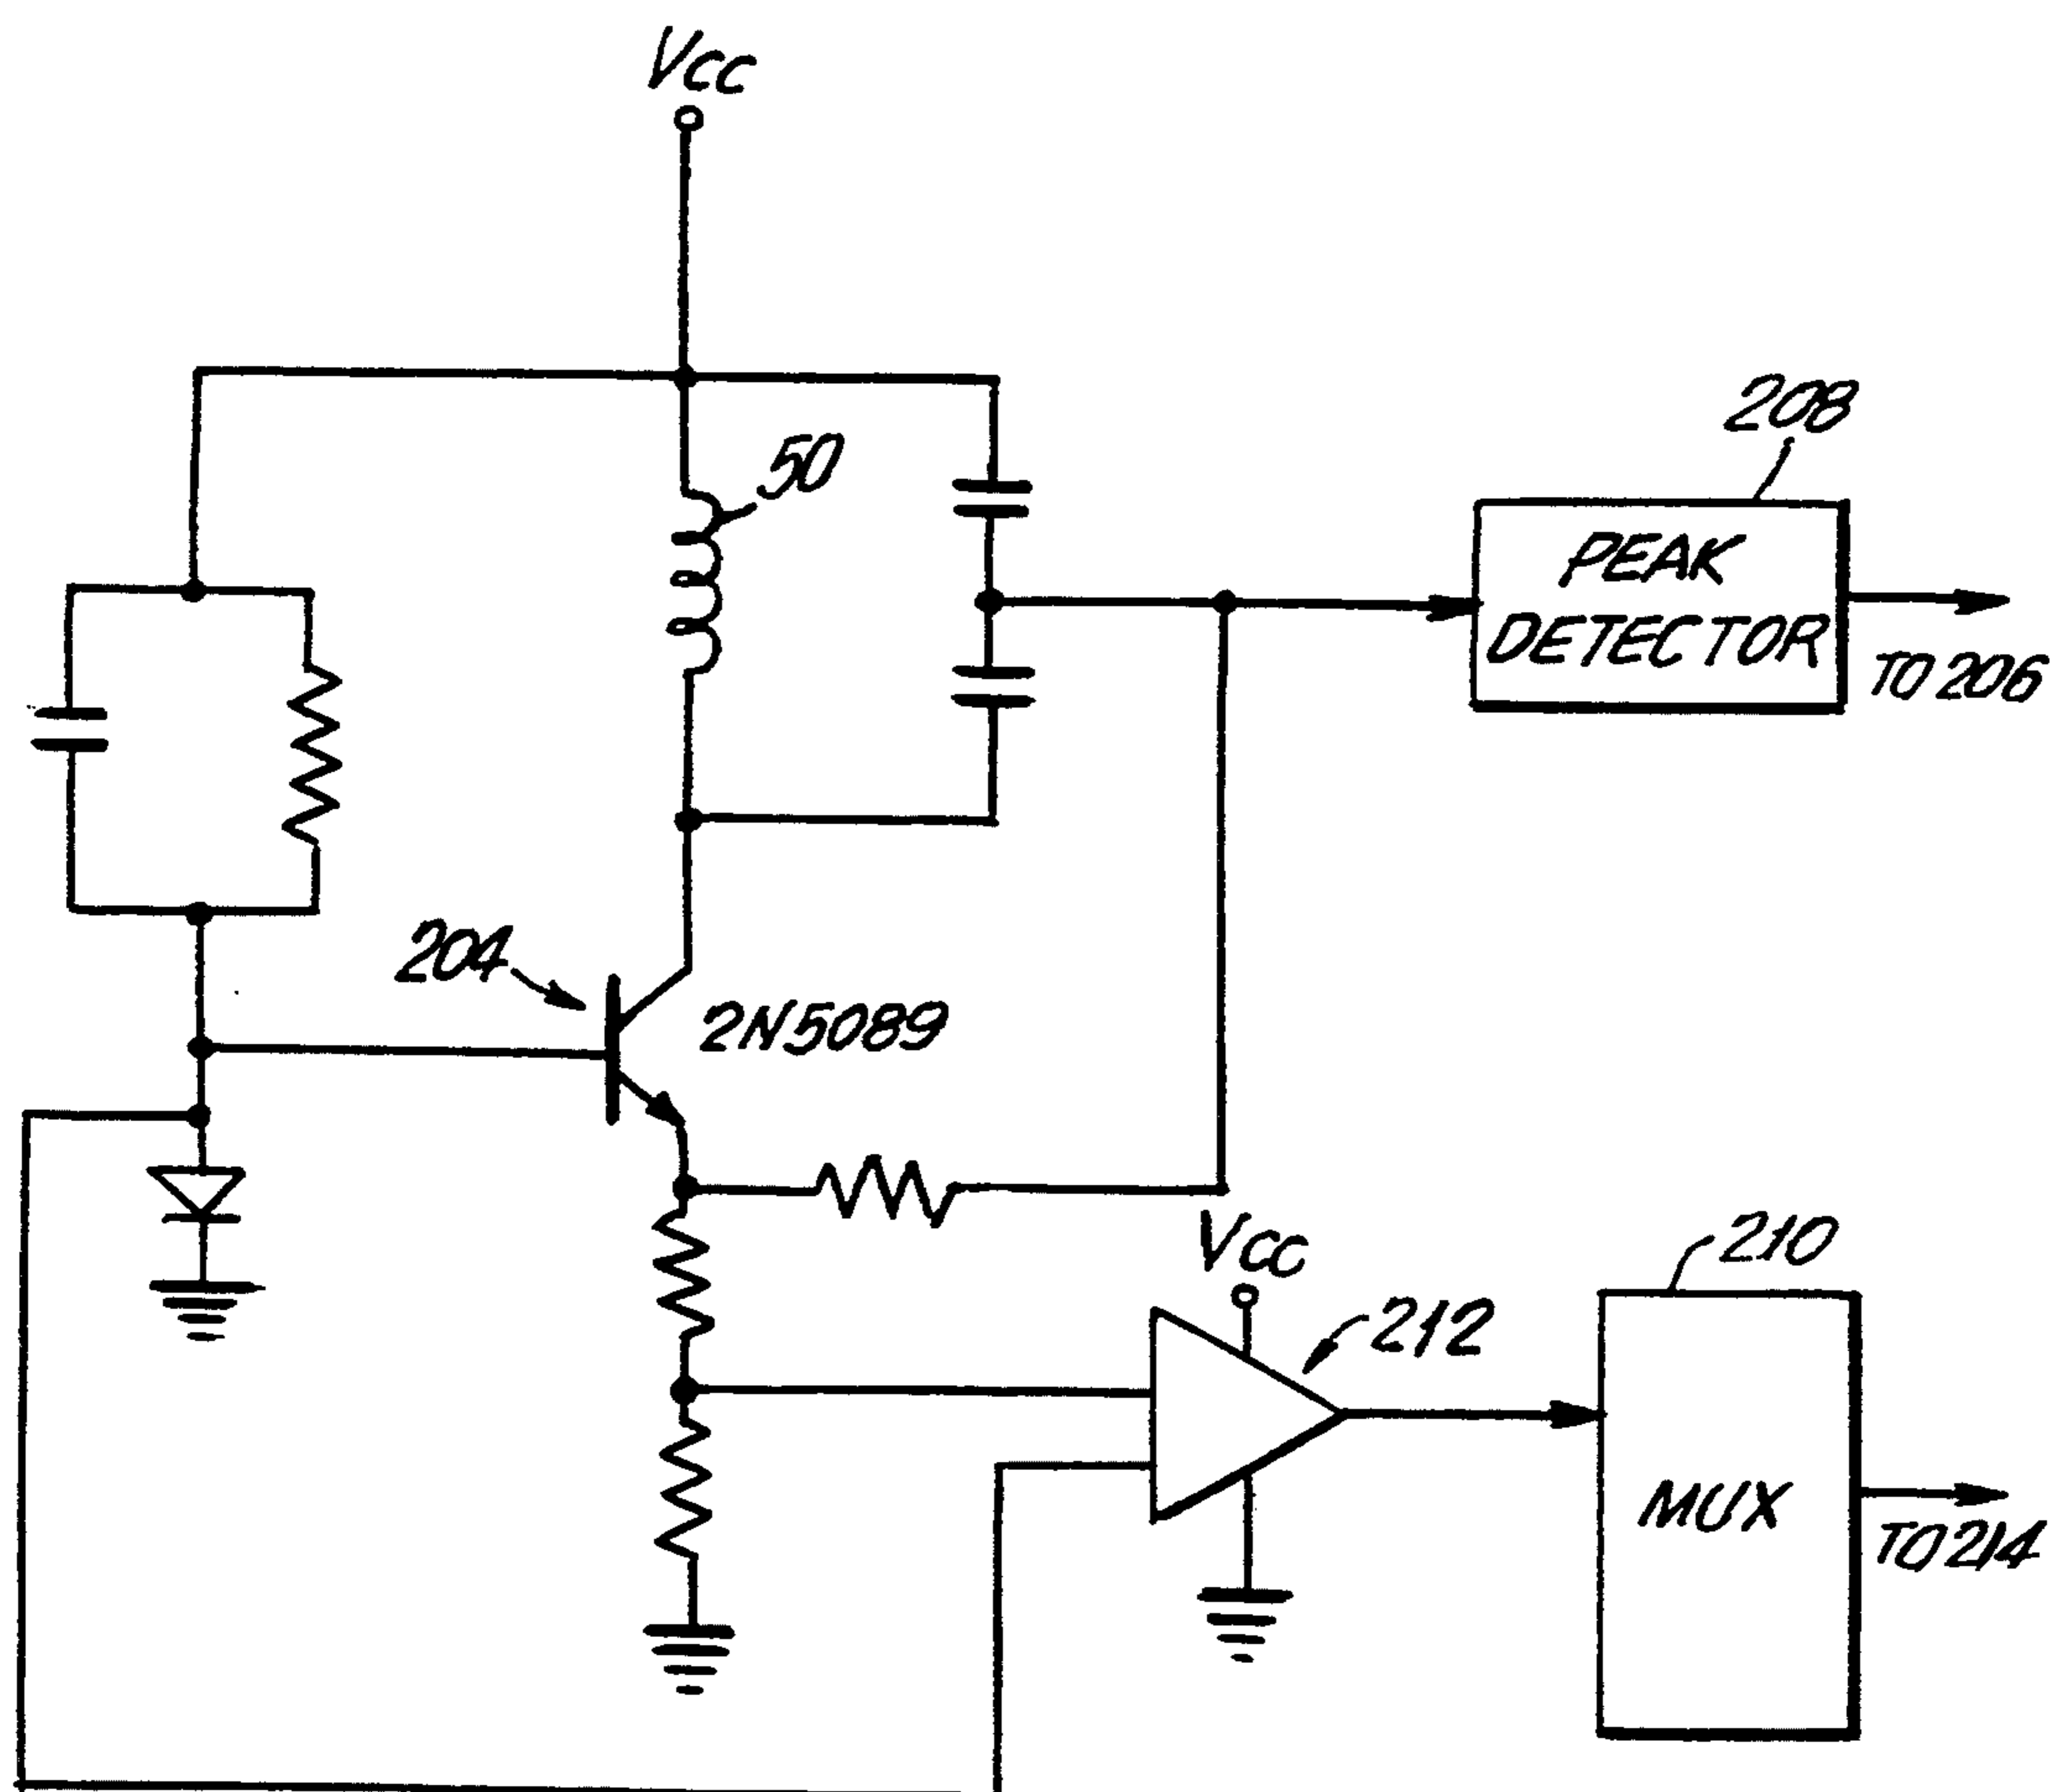 Vcc
208
50
PEAK
DETECTOR
TO 206
204
2N5089
Vcc
210
212
MUX
TO 214